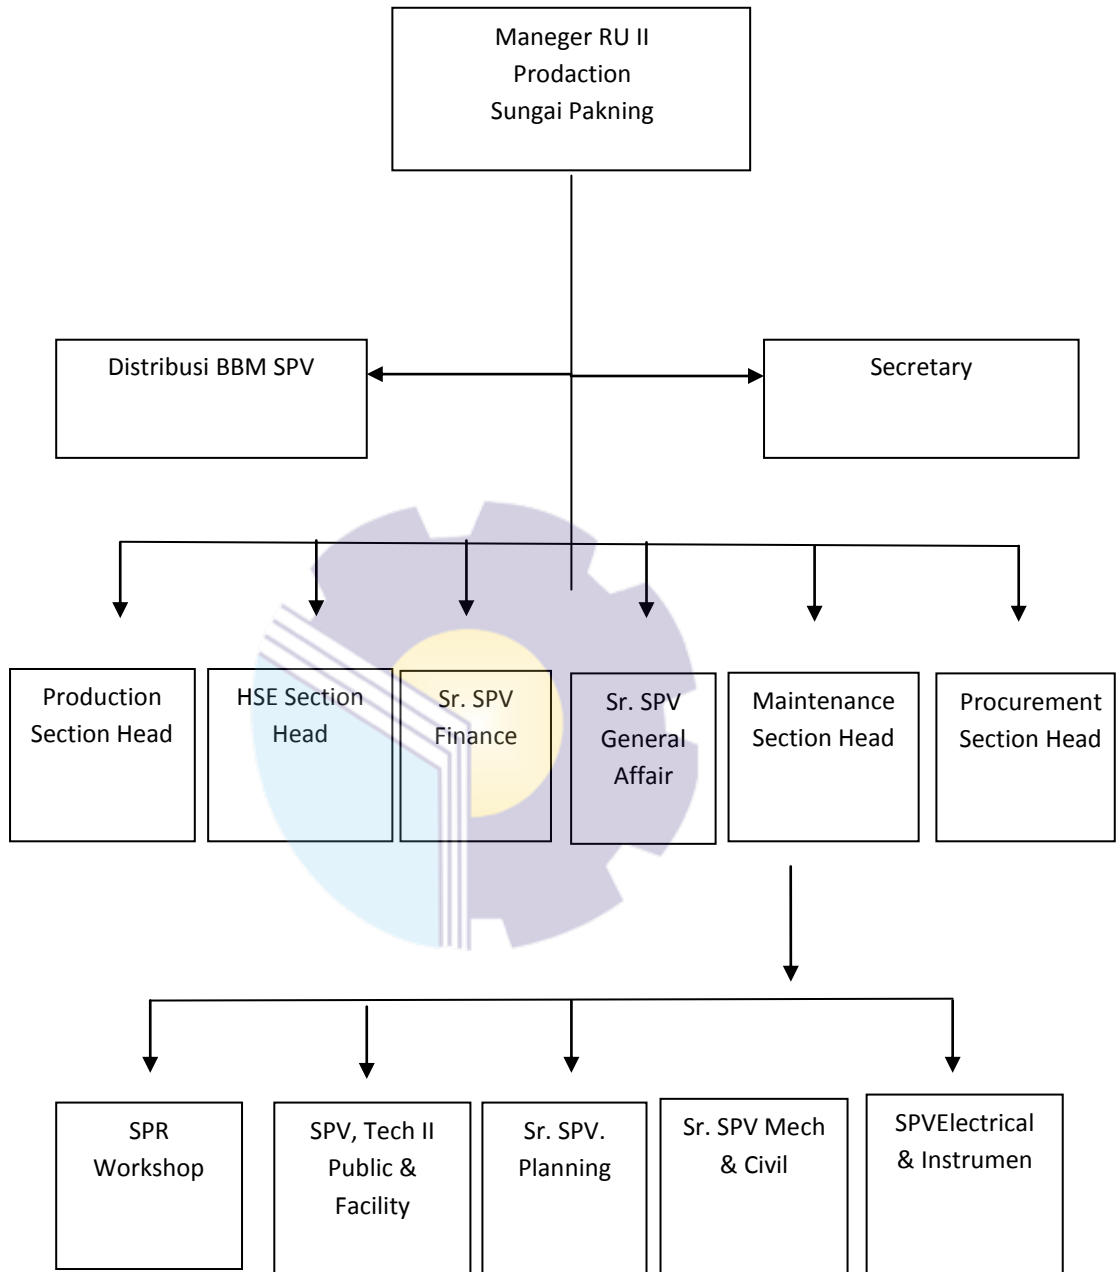 Maneger RU II
Prodaction
Sungai Pakning
Distribusi BBM SPV
Secretary
Production
Section Head
HSE Section
Head
Sr. SPV
Finance
Sr. SPV
General
Affair
Maintenance
Section Head
Procurement
Section Head
SPR
Workshop
SPV, Tech II
Public &
Facility
Sr. SPV.
Planning
Sr. SPV Mech
& Civil
SPVElectrical
& Instrumen